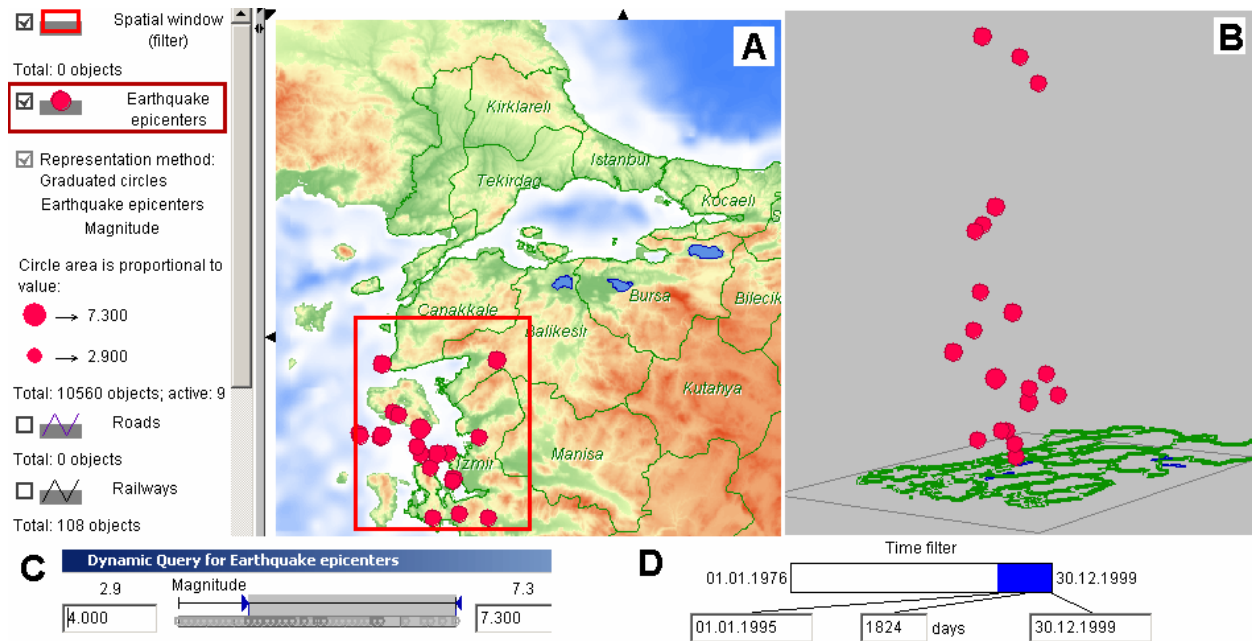 Spatial window
(filter)
Total: 0 objects
Earthquake
epicenters
Representation method:
Graduated circles
Earthquake epicenters
Magnitude
Circle area is proportional to
value:
7.300
2.900
Total: 10560 objects; active: 9
Roads
Total: 0 objects
Railways
Total: 108 objects
A
Kirklareli
Istanbul
Tekirdag
Kocaeli
S
Canakkale
Bursa
Bilecik
Balikesir
Kutahya
Manisa
Izmir
B
C
Dynamic Query for Earthquake epicenters
2.9 Magnitude 7.3
4.000 7.300
D
Time filter
01.01.1976 30.12.1999
01.01.1995 1824 days 30.12.1999